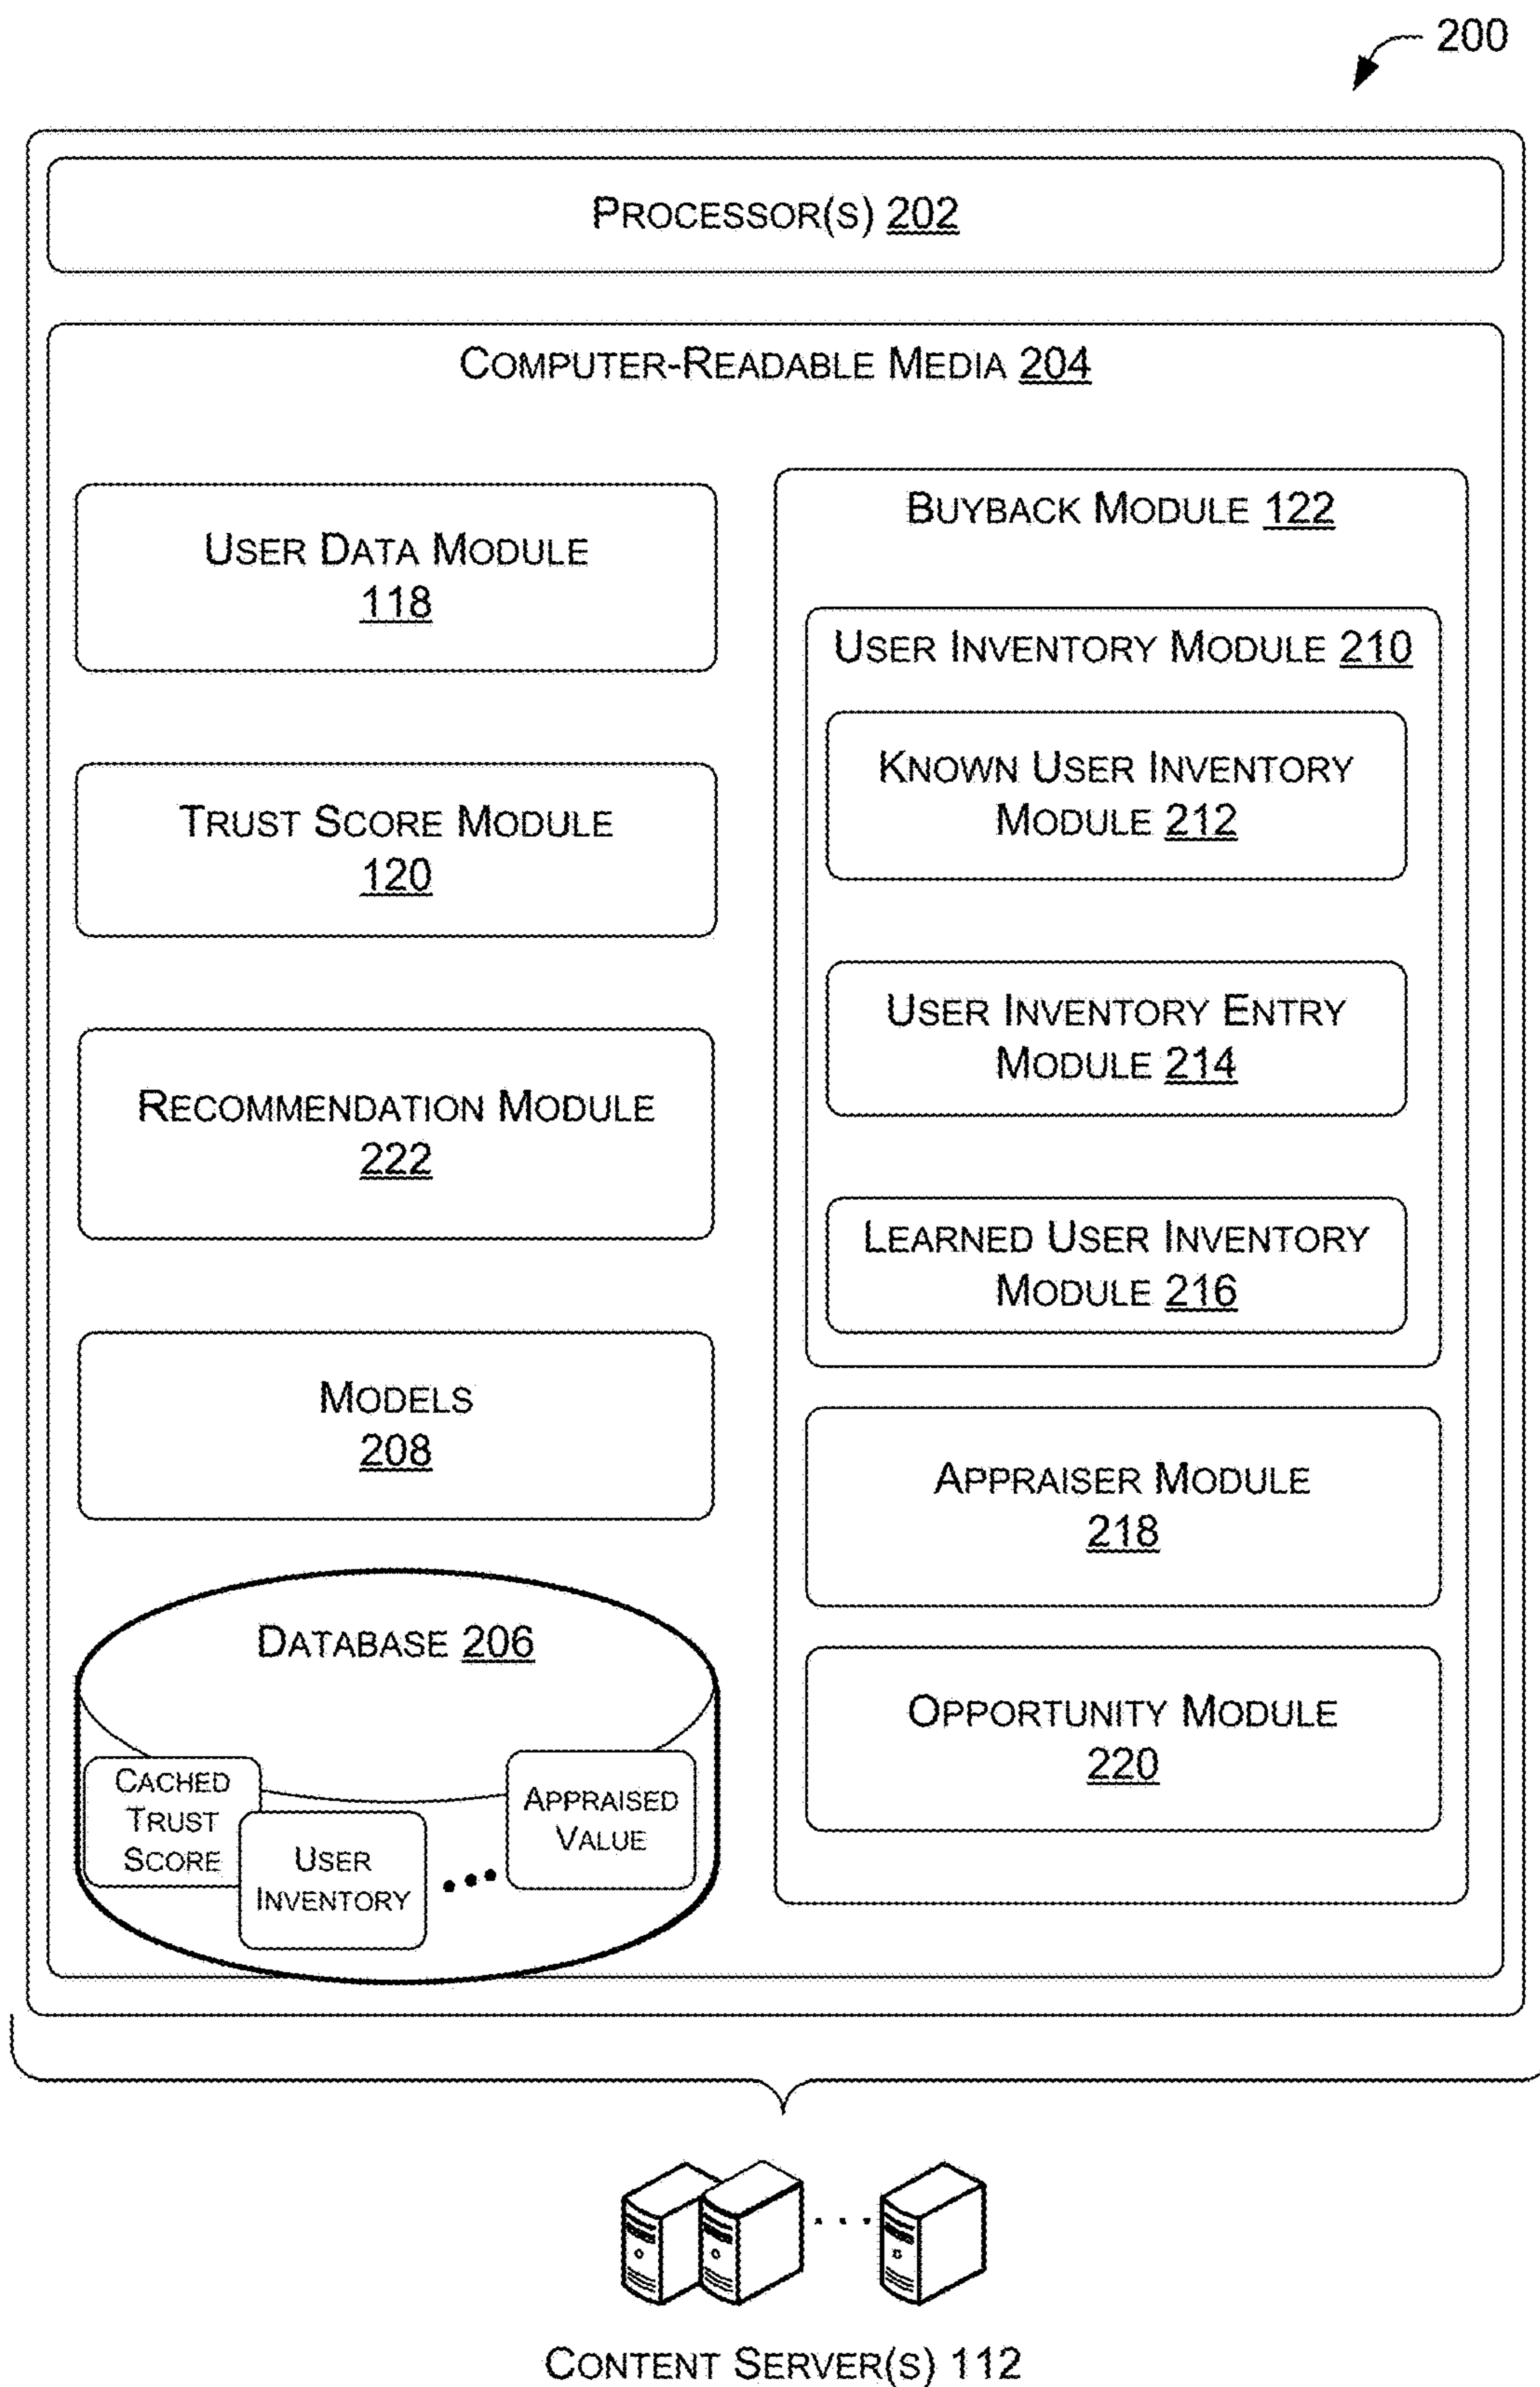 200
PROCESSOR(S) 202
COMPUTER-READABLE MEDIA 204
USER DATA MODULE
118
TRUST SCORE MODULE
120
RECOMMENDATION MODULE
222
MODELS
208
DATABASE 206
CACHED
TRUST
SCORE
USER
INVENTORY
APPRAISED
VALUE
BUYBACK MODULE 122
USER INVENTORY MODULE 210
KNOWN USER INVENTORY
MODULE 212
USER INVENTORY ENTRY
MODULE 214
LEARNED USER INVENTORY
MODULE 216
APPRAISER MODULE
218
OPPORTUNITY MODULE
220
CONTENT SERVER(S) 112